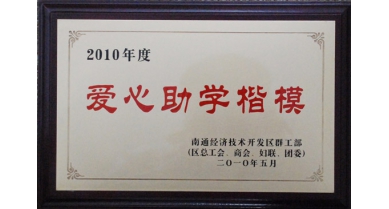 2010年度
爱心助学楷模
南通经济技术开发区群工部
(区总工会、商会、妇联、团委)
二〇一〇年五月